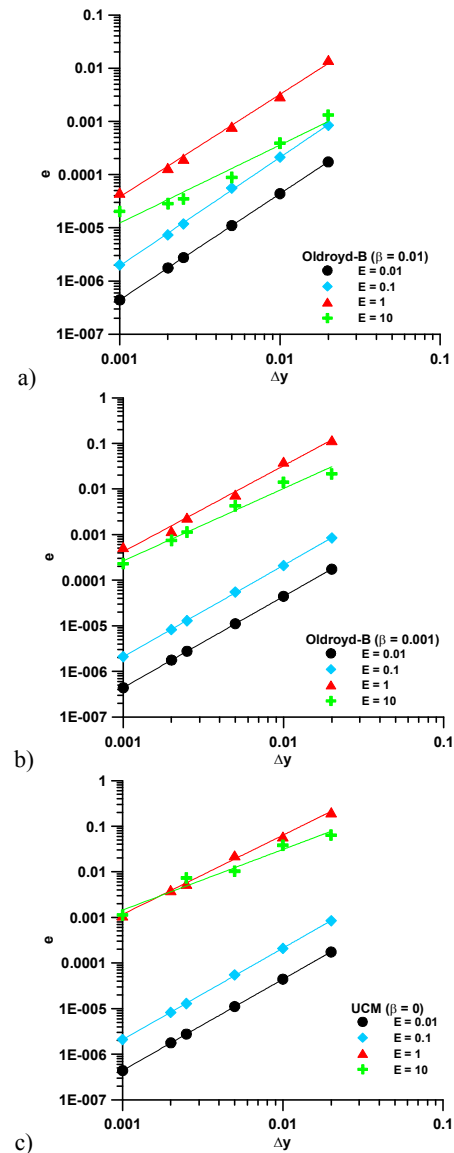 1
0.1
0.01
0.001
0.0001
1E-005
1E-006
1E-007
e
Oldroyd-B (β = 0.01)
E = 0.01
E = 0.1
E = 1
E = 10
0.001
0.01
0.1
Δy
a)
1
0.1
0.01
0.001
0.0001
1E-005
1E-006
1E-007
e
Oldroyd-B (β = 0.001)
E = 0.01
E = 0.1
E = 1
E = 10
0.001
0.01
0.1
Δy
b)
1
0.1
0.01
0.001
0.0001
1E-005
1E-006
1E-007
e
UCM (β = 0)
E = 0.01
E = 0.1
E = 1
E = 10
0.001
0.01
0.1
Δy
c)